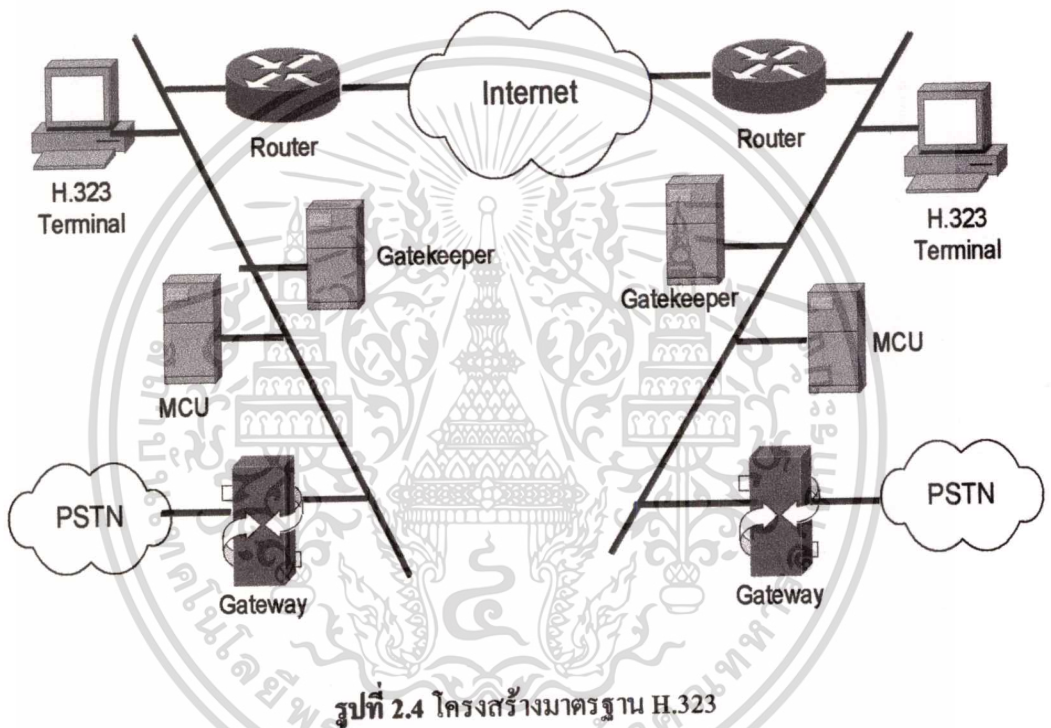 Internet
Router
Router
H.323
Terminal
H.323
Terminal
Gatekeeper
Gatekeeper
MCU
MCU
PSTN
PSTN
Gateway
Gateway
รูปที่ 2.4 โครงสร้างมาตรฐาน H.323